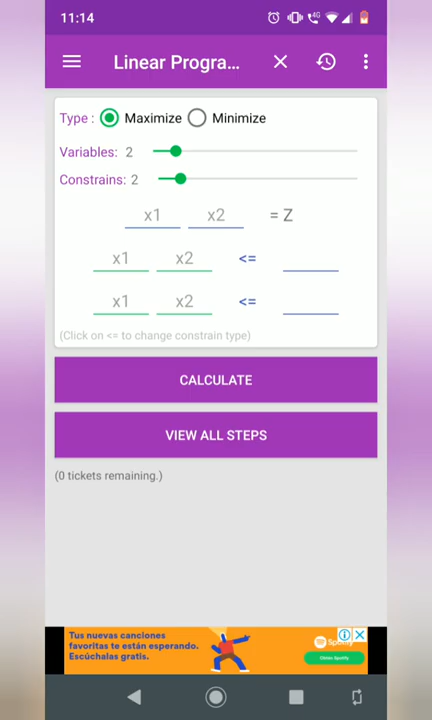 11:14
Linear Progra...
Type : Maximize Minimize
Variables: 2
Constrains: 2
x1 x2 = Z
x1 x2 <=
x1 x2 <=
(Click on <= to change constrain type)
CALCULATE
VIEW ALL STEPS
(0 tickets remaining.)
Tus nuevas canciones
favoritas te están esperando.
Escúchalas gratis.